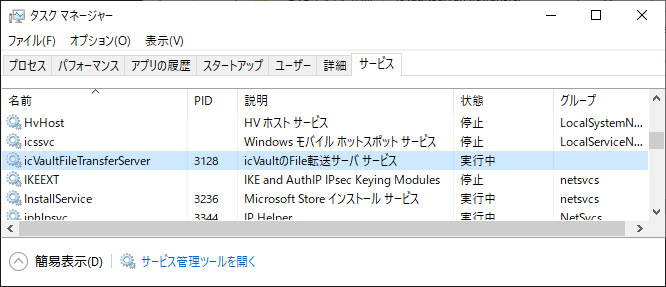 タスク マネージャー
ファイル(F) オプション(O) 表示(V)
プロセス パフォーマンス アプリの履歴 スタートアップ ユーザー 詳細 サービス
名前 PID 説明 状態 グループ
HvHost HV ホスト サービス 停止 LocalSystemN...
icssvc Windows モバイル ホットスポット サービス 停止 LocalServiceN...
icVaultFileTransferServer 3128 icVaultのFile転送サーバ サービス 実行中
IKEEXT IKE and AuthIP IPsec Keying Modules 停止 netsvcs
InstallService 3236 Microsoft Store インストール サービス 実行中 netsvcs
iphlpsvc 3344 IP Helper 実行中 NetSvcs
簡易表示(D) サービス管理ツールを開く